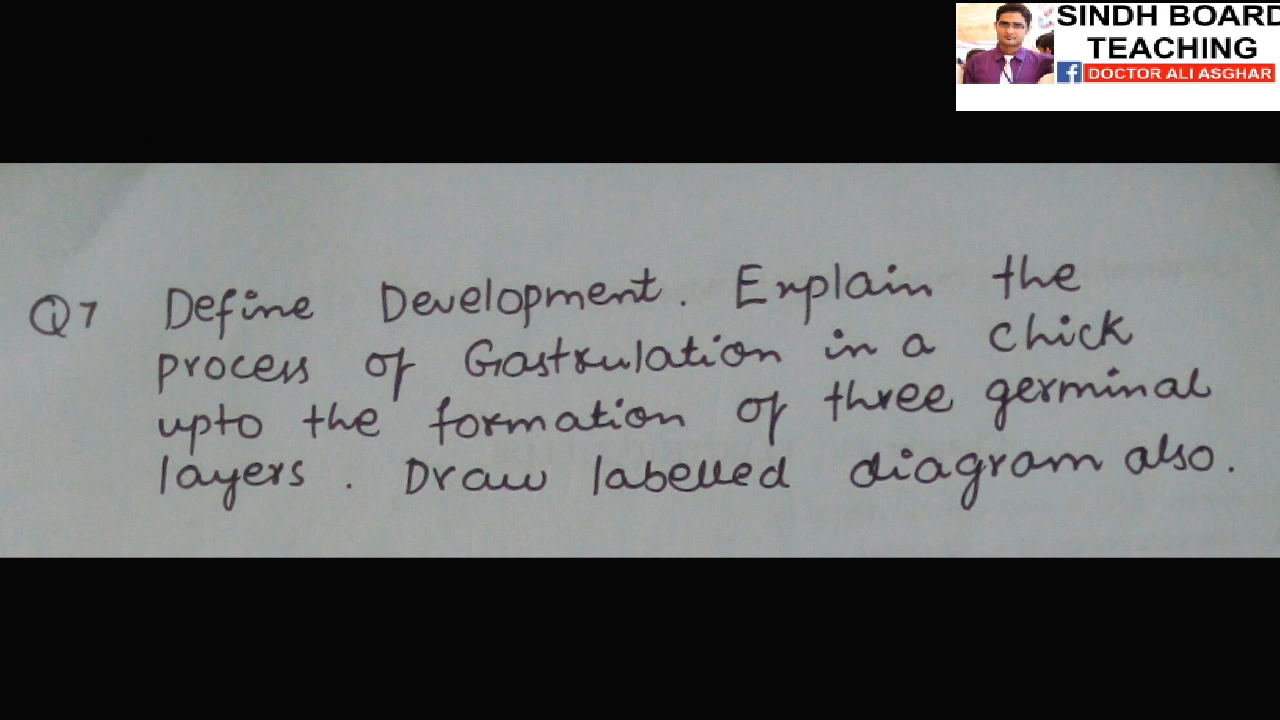 SINDH BOARD
TEACHING
f DOCTOR ALI ASGHAR
Q7 Define Development. Explain the
process of Gastrulation in a chick
upto the formation of three germinal
layers. Draw labelled diagram also.